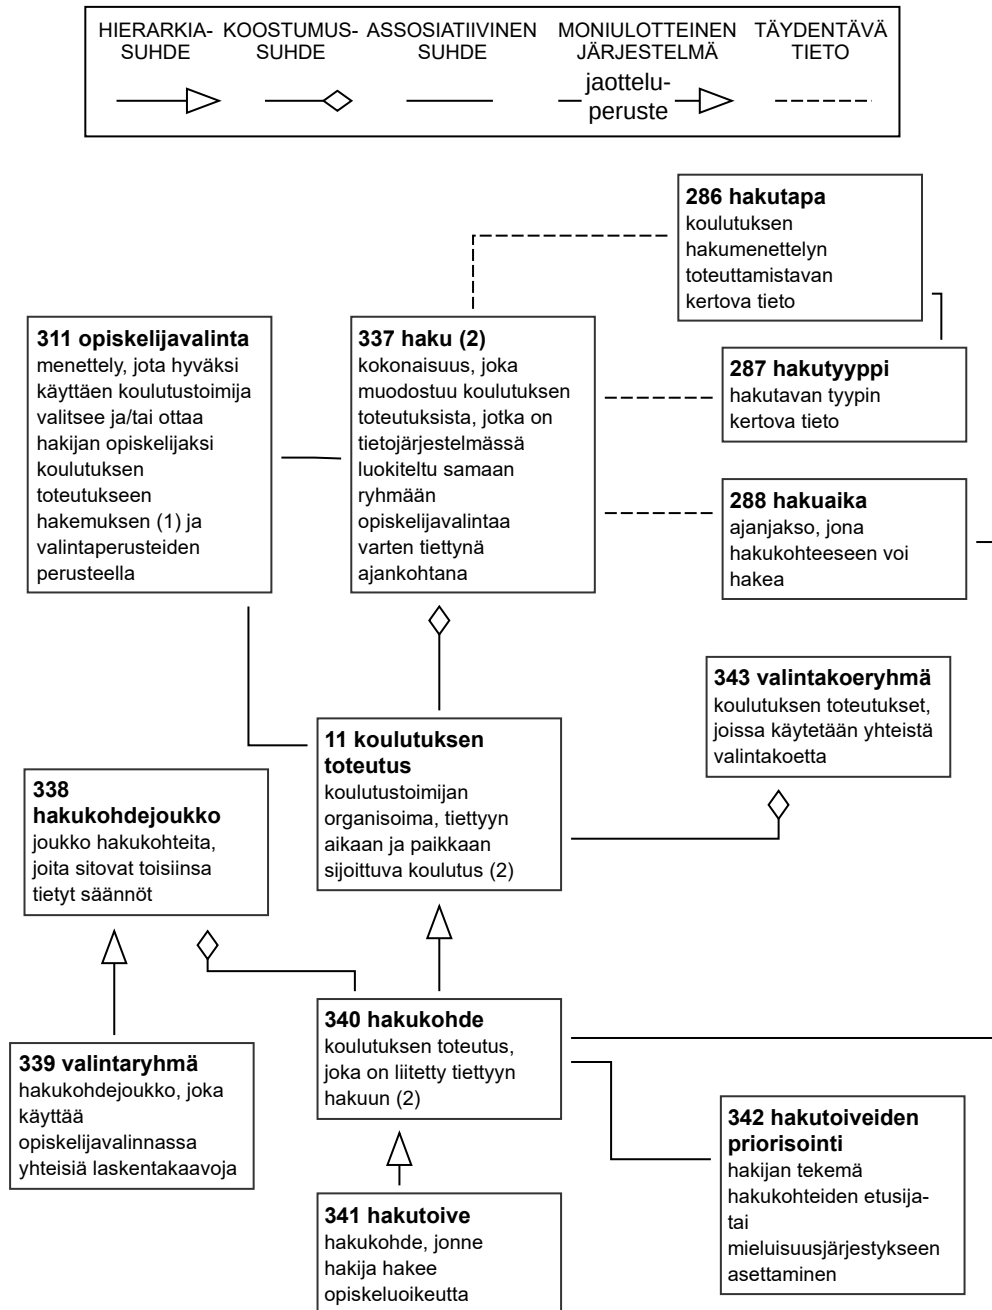 HIERARKIA-
SUHDE
KOOSTUMUS-
SUHDE
ASSOSIATIIVINEN
SUHDE
MONIULOTTEINEN
JÄRJESTELMÄ
TÄYDENTÄVÄ
TIETO
jaottelu-
peruste
286 hakutapa
koulutuksen
hakumenettelyn
toteuttamistavan
kertova tieto
311 opiskelijavalinta
menettely, jota hyväksi
käyttäen koulutustoimija
valitsee ja/tai ottaa
hakijan opiskelijaksi
koulutuksen
toteutukseen
hakemuksen (1) ja
valintaperusteiden
perusteella
337 haku (2)
kokonaisuus, joka
muodostuu koulutuksen
toteutuksista, jotka on
tietojärjestelmässä
luokiteltu samaan
ryhmään
opiskelijavalintaa
varten tiettynä
ajankohtana
287 hakutyyppi
hakutavan tyypin
kertova tieto
288 hakuaika
ajanjakso, jona
hakukohteeseen voi
hakea
343 valintakoeryhmä
koulutuksen toteutukset,
joissa käytetään yhteistä
valintakoetta
11 koulutuksen
toteutus
koulutustoimijan
organisoima, tiettyyn
aikaan ja paikkaan
sijoittuva koulutus (2)
338
hakukohdejoukko
joukko hakukohteita,
joita sitovat toisiinsa
tietyt säännöt
340 hakukohde
koulutuksen toteutus,
joka on liitetty tiettyyn
hakuun (2)
339 valintaryhmä
hakukohdejoukko, joka
käyttää
opiskelijavalinnassa
yhteisiä laskentakaavoja
342 hakutoiveiden
priorisointi
hakijan tekemä
hakukohteiden etusija-
tai
mieluisuusjärjestykseen
asettaminen
341 hakutoive
hakukohde, jonne
hakija hakee
opiskeluoikeutta